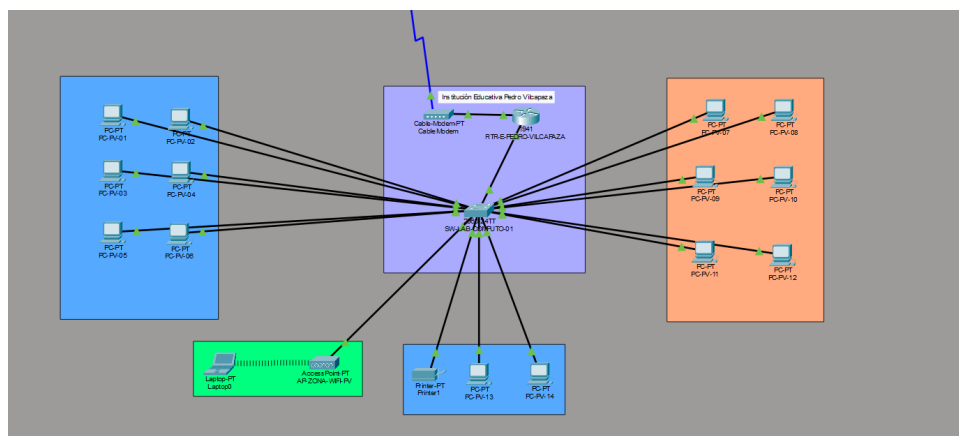 Institución Educativa Pedro Vilcapaza
Cable-Modem-PT
Cable Modem
RTR-E-PEDRO-VILCAPAZA
PC-PT
PC-PV-01
PC-PT
PC-PV-02
PC-PT
PC-PV-03
PC-PT
PC-PV-04
PC-PT
PC-PV-05
PC-PT
PC-PV-06
SW-LAB-COMPUTO-01
PC-PT
PC-PV-07
PC-PT
PC-PV-08
PC-PT
PC-PV-09
PC-PT
PC-PV-10
PC-PT
PC-PV-11
PC-PT
PC-PV-12
Laptop-PT
Laptop0
AccessPoint-PT
AP-ZONA-WIFI-PV
Printer-PT
Printer1
PC-PT
PC-PV-13
PC-PT
PC-PV-14